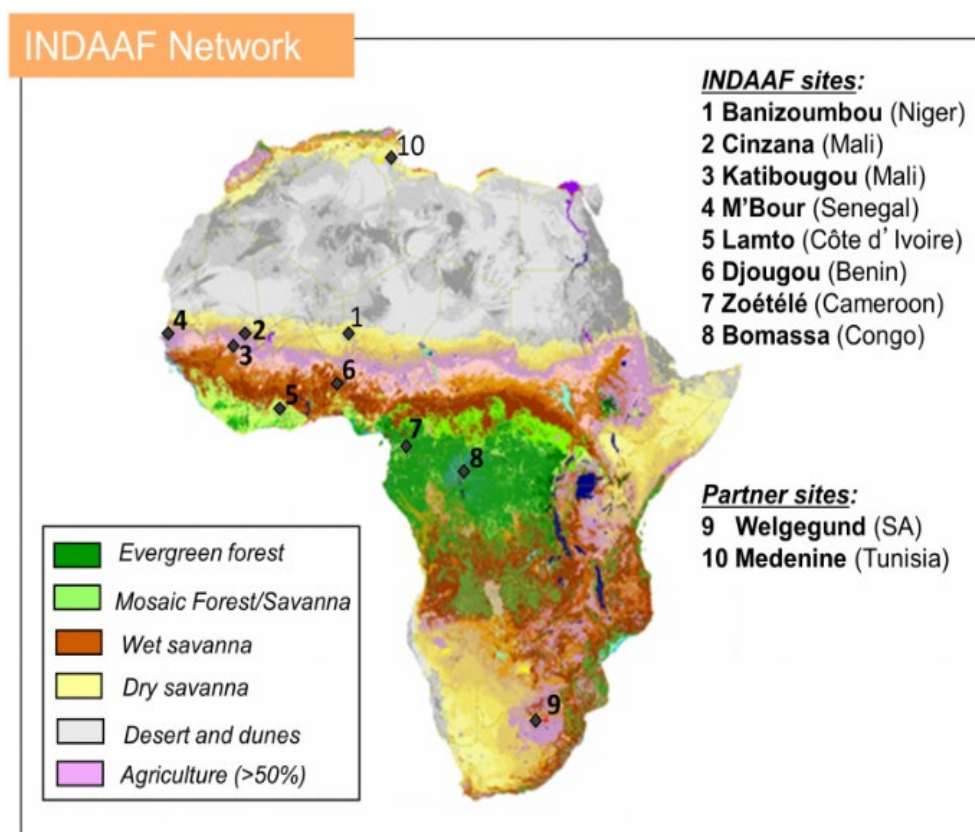 INDAAF Network
INDAAF sites:
1 Banizoumbou (Niger)
2 Cinzana (Mali)
3 Katibougou (Mali)
4 M’Bour (Senegal)
5 Lamto (Côte d’ Ivoire)
6 Djougou (Benin)
7 Zoétélé (Cameroon)
8 Bomassa (Congo)
Partner sites:
9 Welgegund (SA)
10 Medenine (Tunisia)
10
4
2
1
3
6
5
7
8
9
Evergreen forest
Mosaic Forest/Savanna
Wet savanna
Dry savanna
Desert and dunes
Agriculture (>50%)